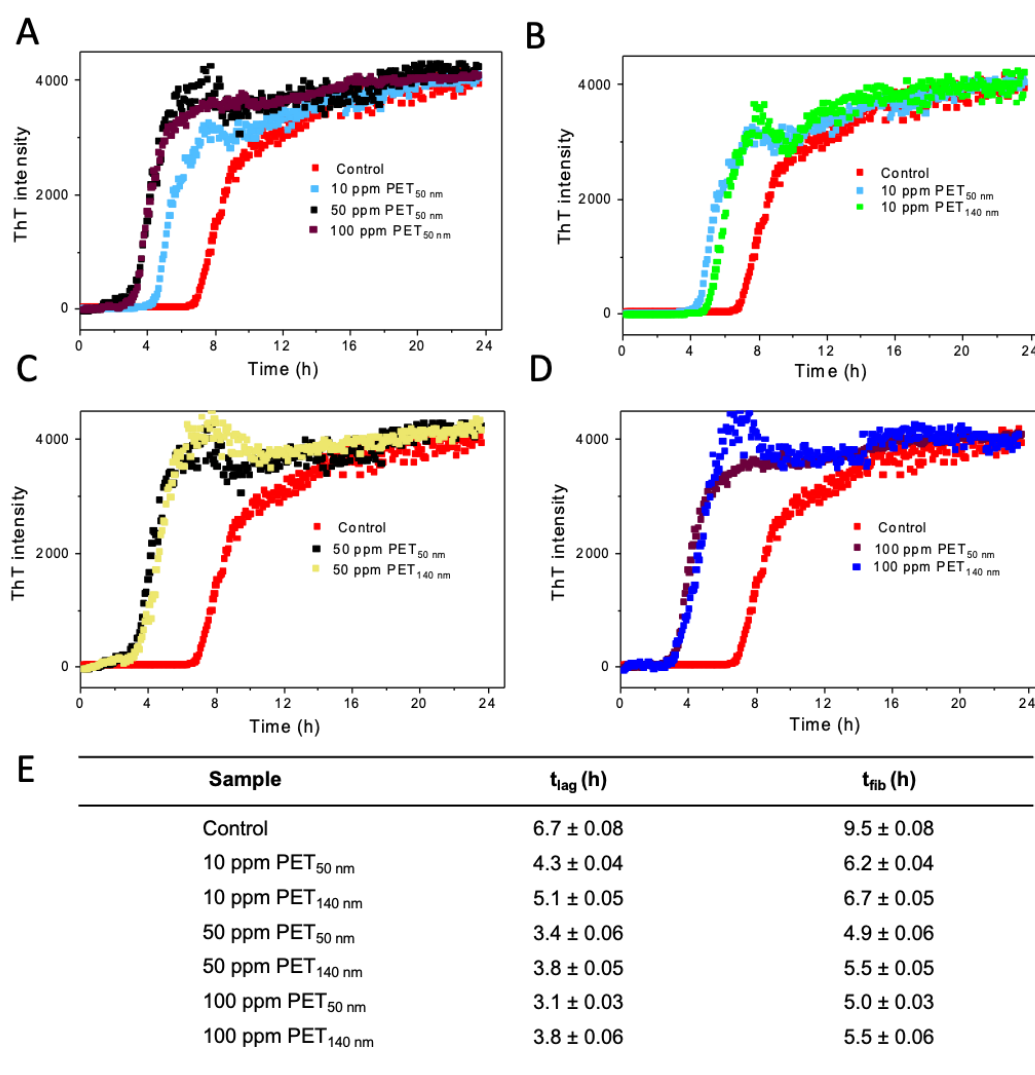 A
ThT intensity
4000
2000
0
Control
10 ppm PET50 nm
50 ppm PET50 nm
100 ppm PET50 nm
0 4 8 12 16 20 24
Time (h)
B
ThT intensity
4000
2000
0
Control
10 ppm PET50 nm
10 ppm PET140 nm
0 4 8 12 16 20 24
Time (h)
C
ThT intensity
4000
2000
0
Control
50 ppm PET50 nm
50 ppm PET140 nm
0 4 8 12 16 20 24
Time (h)
D
ThT intensity
4000
2000
0
Control
100 ppm PET50 nm
100 ppm PET140 nm
0 4 8 12 16 20 24
Time (h)
E
Sample tlag (h) tfib (h)
Control 6.7 ± 0.08 9.5 ± 0.08
10 ppm PET50 nm 4.3 ± 0.04 6.2 ± 0.04
10 ppm PET140 nm 5.1 ± 0.05 6.7 ± 0.05
50 ppm PET50 nm 3.4 ± 0.06 4.9 ± 0.06
50 ppm PET140 nm 3.8 ± 0.05 5.5 ± 0.05
100 ppm PET50 nm 3.1 ± 0.03 5.0 ± 0.03
100 ppm PET140 nm 3.8 ± 0.06 5.5 ± 0.06